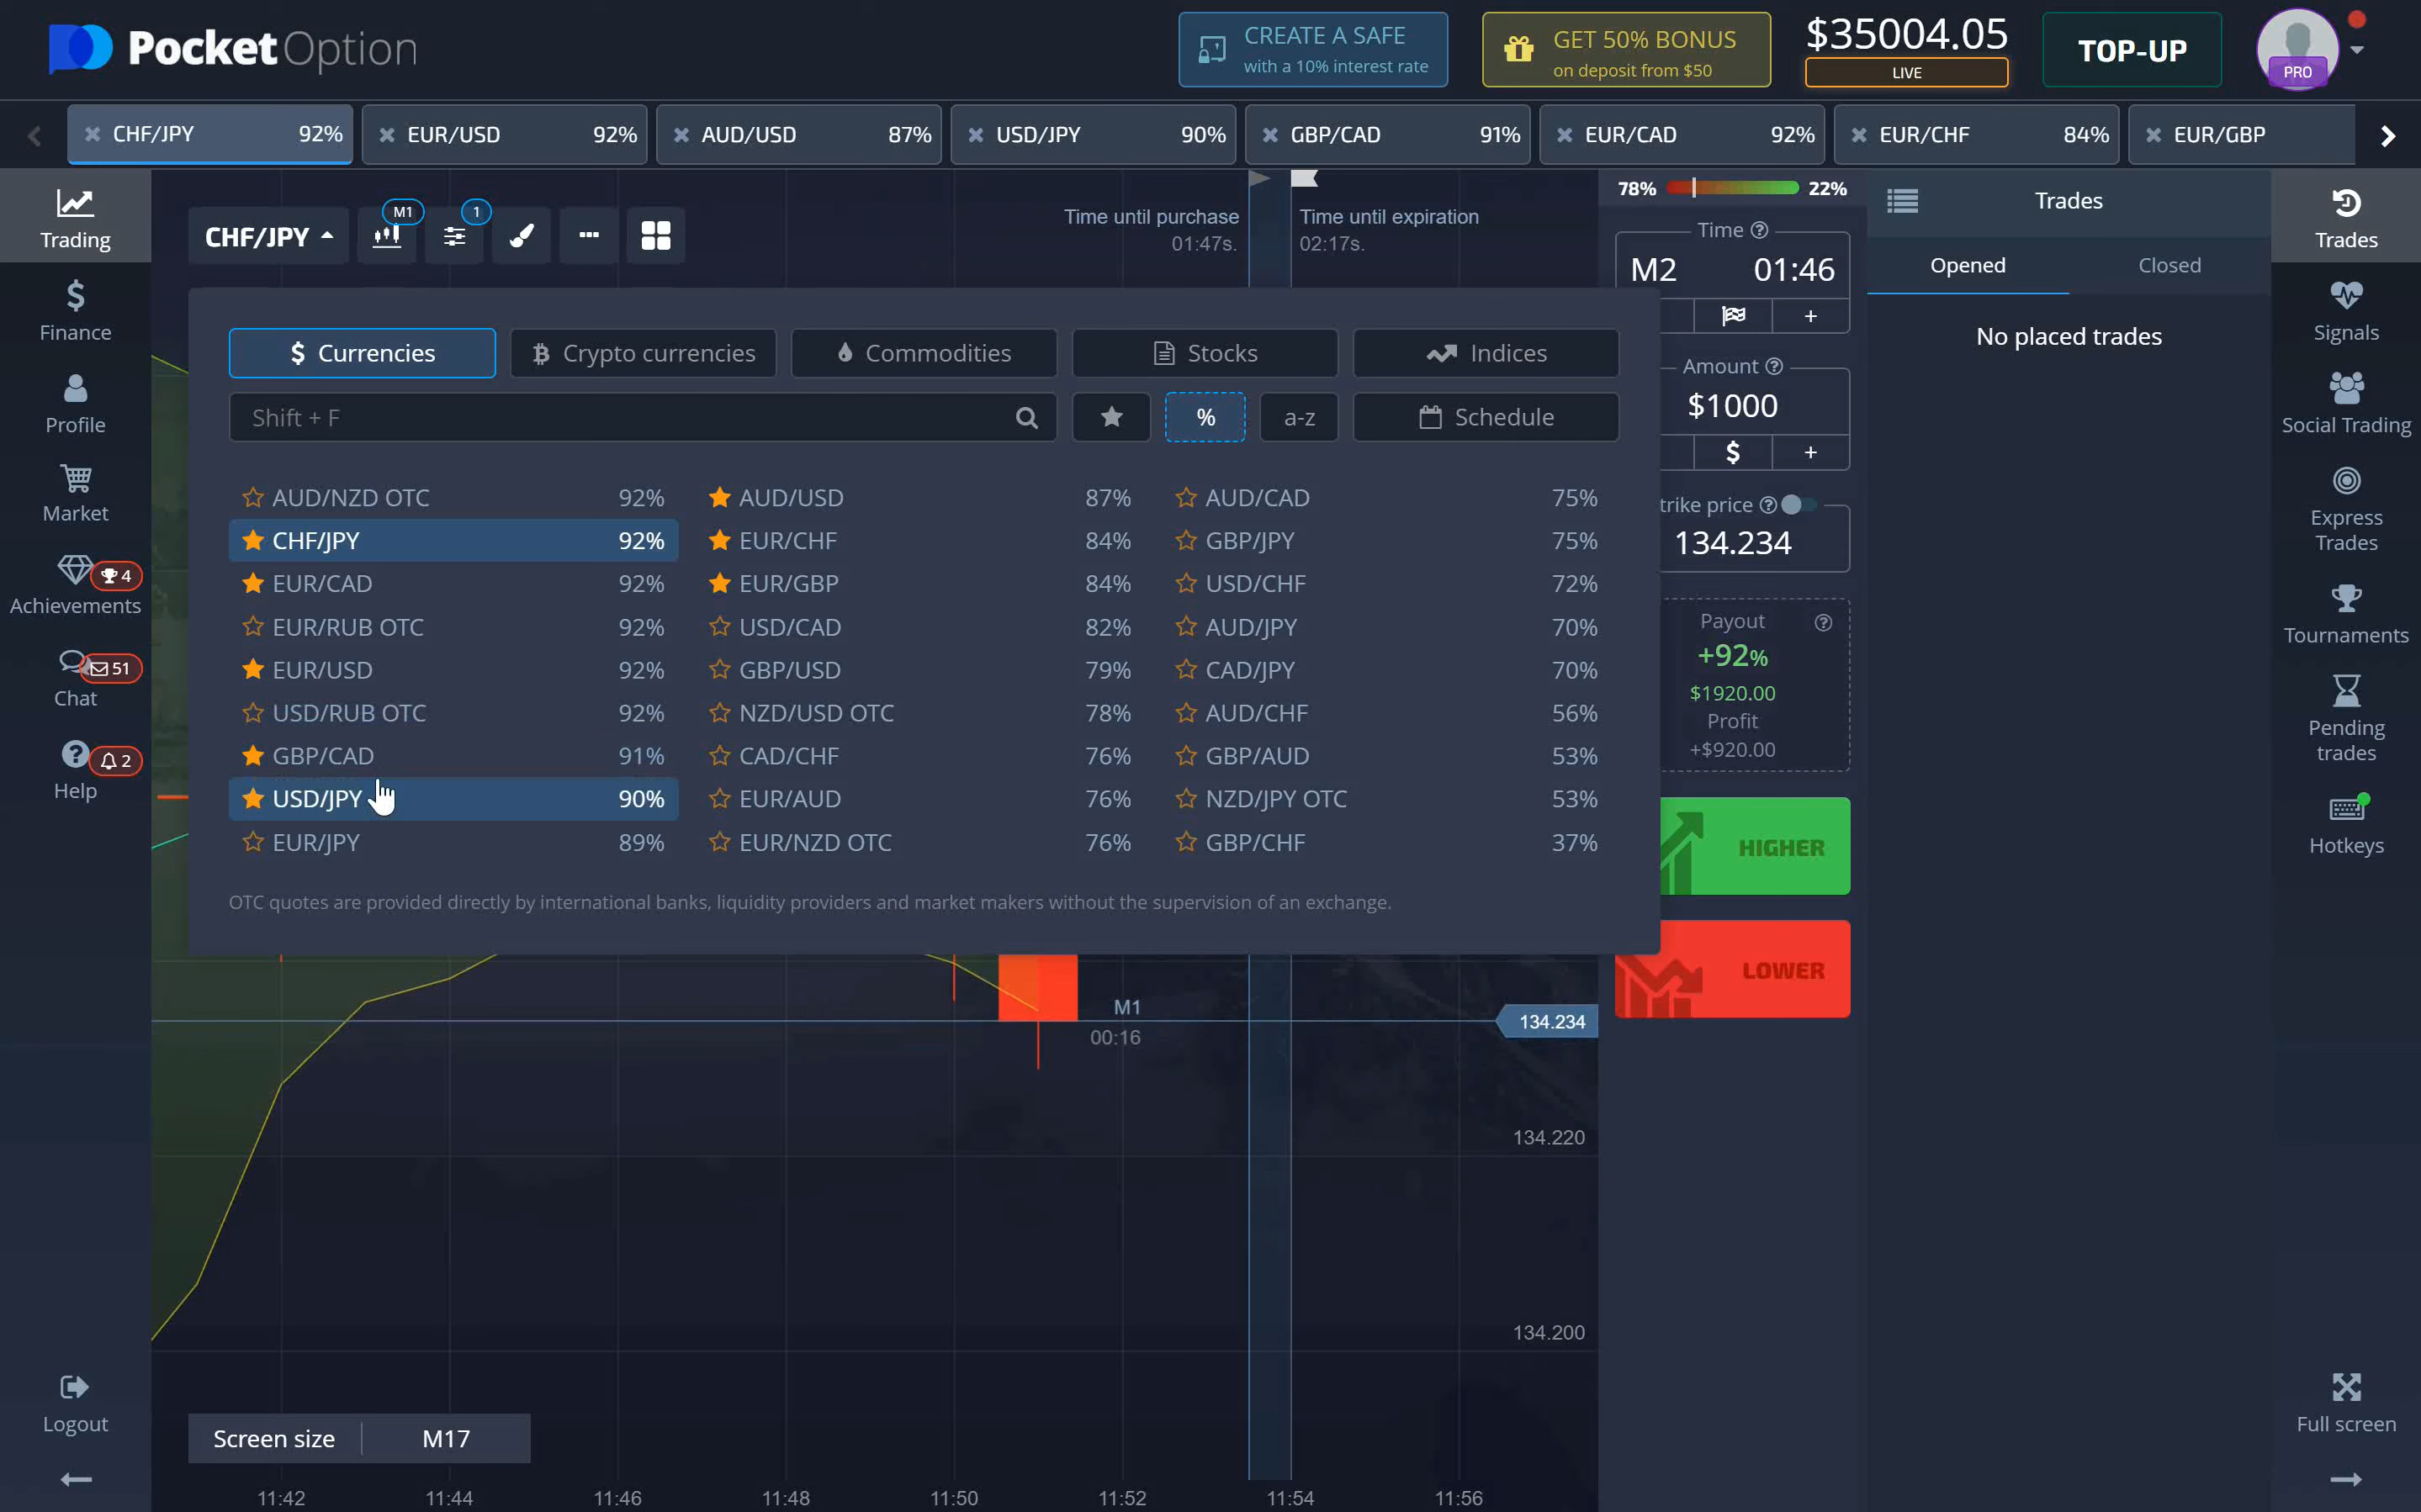 PocketOption
CREATE A SAFE
with a 10% interest rate
GET 50% BONUS
on deposit from $50
$35004.05
LIVE
TOP-UP
PRO
CHF/JPY 92%
EUR/USD 92%
AUD/USD 87%
USD/JPY 90%
GBP/CAD 91%
EUR/CAD 92%
EUR/CHF 84%
EUR/GBP
Trading
Finance
Profile
Market
4
Achievements
51
Chat
2
Help
Logout
CHF/JPY
M1
1
Time until purchase
01:47s.
Time until expiration
02:17s.
$ Currencies
Crypto currencies
Commodities
Stocks
Indices
Shift + F
%
a-z
Schedule
AUD/NZD OTC 92%
CHF/JPY 92%
EUR/CAD 92%
EUR/RUB OTC 92%
EUR/USD 92%
USD/RUB OTC 92%
GBP/CAD 91%
USD/JPY 90%
EUR/JPY 89%
AUD/USD 87%
EUR/CHF 84%
EUR/GBP 84%
USD/CAD 82%
GBP/USD 79%
NZD/USD OTC 78%
CAD/CHF 76%
EUR/AUD 76%
EUR/NZD OTC 76%
AUD/CAD 75%
GBP/JPY 75%
USD/CHF 72%
AUD/JPY 70%
CAD/JPY 70%
AUD/CHF 56%
GBP/AUD 53%
NZD/JPY OTC 53%
GBP/CHF 37%
OTC quotes are provided directly by international banks, liquidity providers and market makers without the supervision of an exchange.
M1
00:16
134.234
134.220
134.200
Screen size M17
11:42 11:44 11:46 11:48 11:50 11:52 11:54 11:56
78% 22%
Time ?
M2 01:46
+
Amount ?
$1000
$ +
trike price ?
134.234
Payout ?
+92%
$1920.00
Profit
+$920.00
HIGHER
LOWER
Trades
Opened Closed
No placed trades
Trades
Signals
Social Trading
Express
Trades
Tournaments
Pending
trades
Hotkeys
Full screen